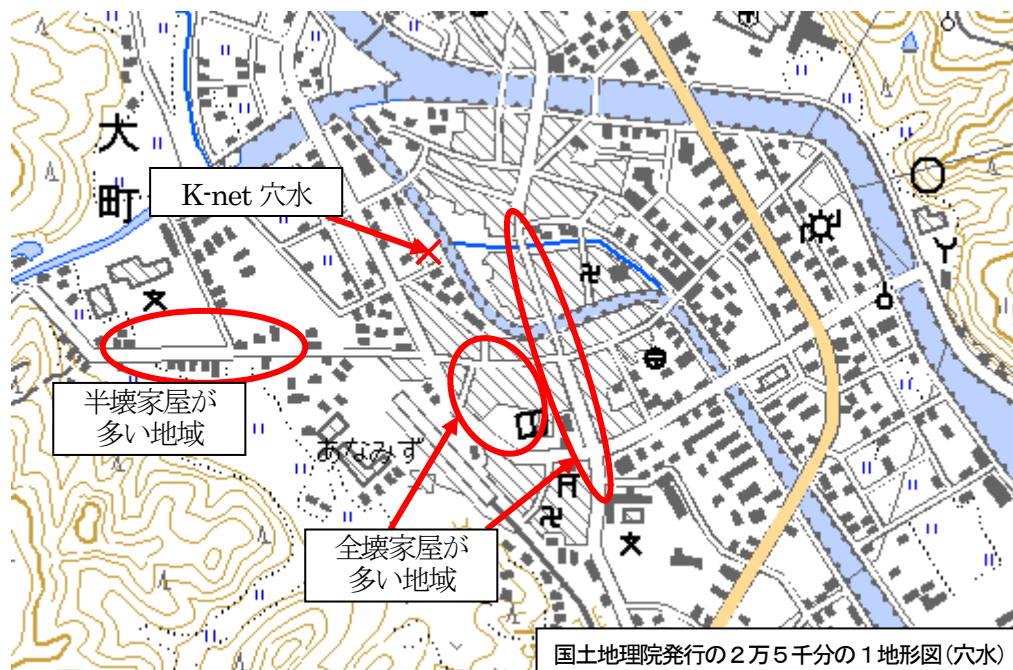 大
町
K-net 穴水
半壊家屋が
多い地域
あなみず
全壊家屋が
多い地域
国土地理院発行の2万5千分の1地形図(穴水)